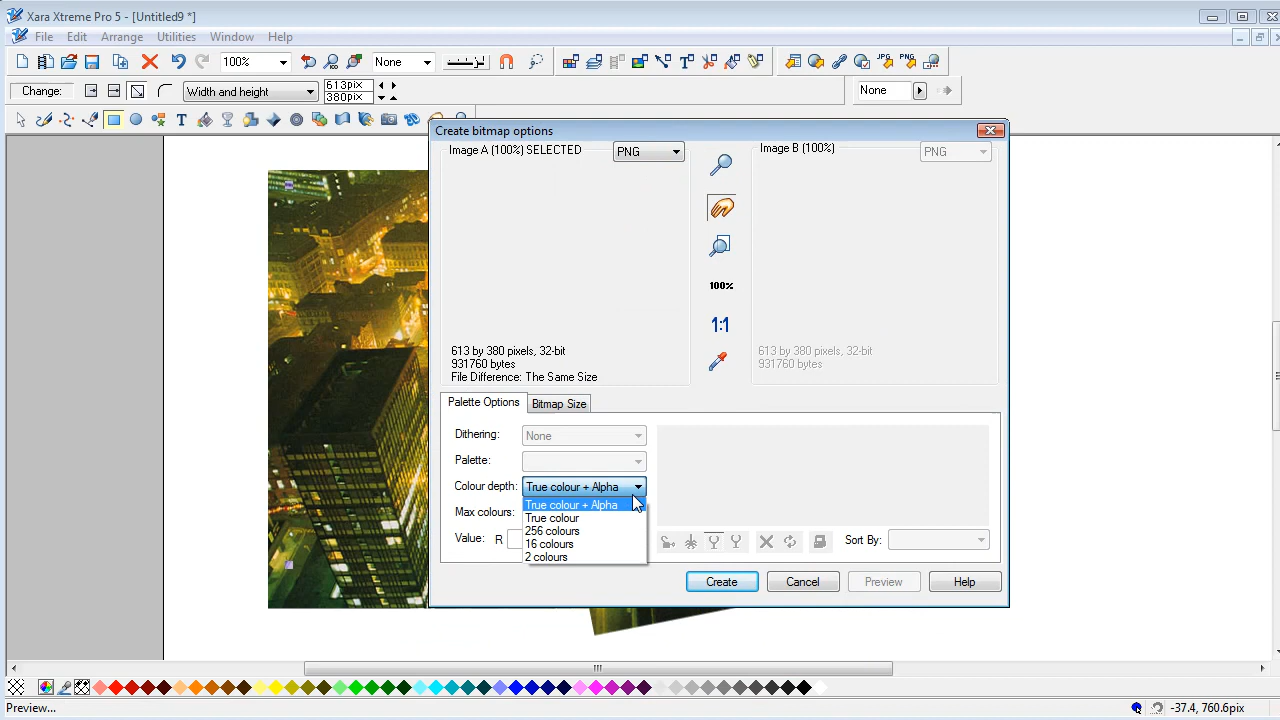 Xara Xtreme Pro 5 - [Untitled9 *]
File Edit Arrange Utilities Window Help
100% None JPG PNG
Change: Width and height 613pix 380pix None
Create bitmap options
Image A (100%) SELECTED PNG Image B (100%) PNG
100%
1:1
613 by 380 pixels, 32-bit 613 by 380 pixels, 32-bit
931760 bytes 931760 bytes
File Difference: The Same Size
Palette Options Bitmap Size
Dithering: None
Palette:
Colour depth: True colour + Alpha
True colour + Alpha
Max colours: True colour
256 colours
Value: R 16 colours Sort By:
2 colours
Create Cancel Preview Help
Preview... -37.4, 760.6pix